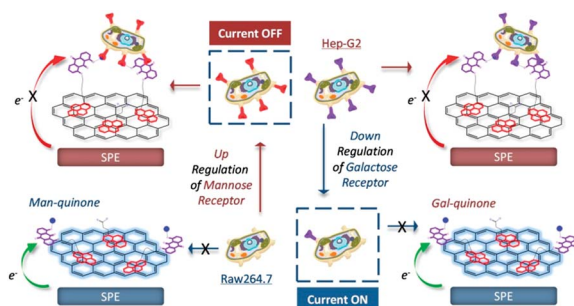 Current OFF
Hep-G2
X
e-
X
e-
SPE
SPE
Up
Regulation
of Mannose
Receptor
Down
Regulation
of Galactose
Receptor
Man-quinone
Gal-quinone
X
X
e-
e-
Raw264.7
SPE
Current ON
SPE